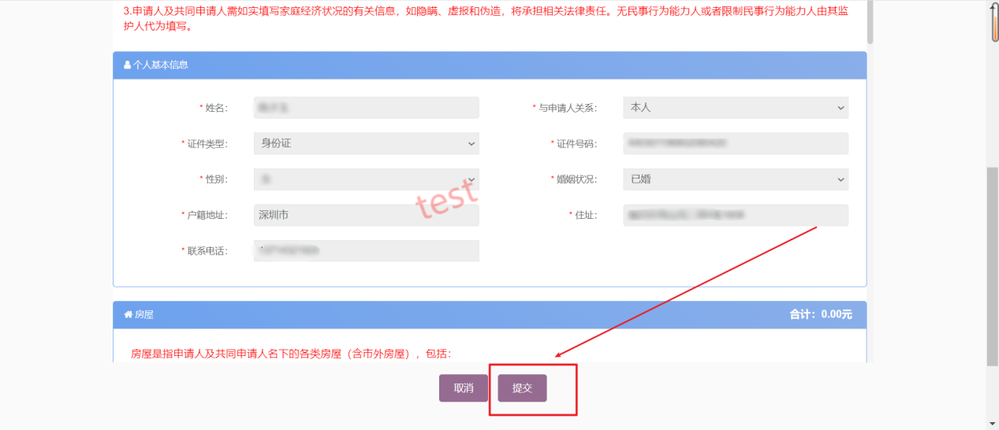 3.申请人及共同申请人需如实填写家庭经济状况的有关信息，如隐瞒、虚报和伪造，将承担相关法律责任。无民事行为能力人或者限制民事行为能力人由其监
护人代为填写。
个人基本信息
* 姓名：
* 与申请人关系： 本人
* 证件类型： 身份证
* 证件号码：
* 性别：
* 婚姻状况： 已婚
test
* 户籍地址： 深圳市
* 住址：
* 联系电话：
房屋 合计：0.00元
房屋是指申请人及共同申请人名下的各类房屋（含市外房屋），包括：
取消 提交